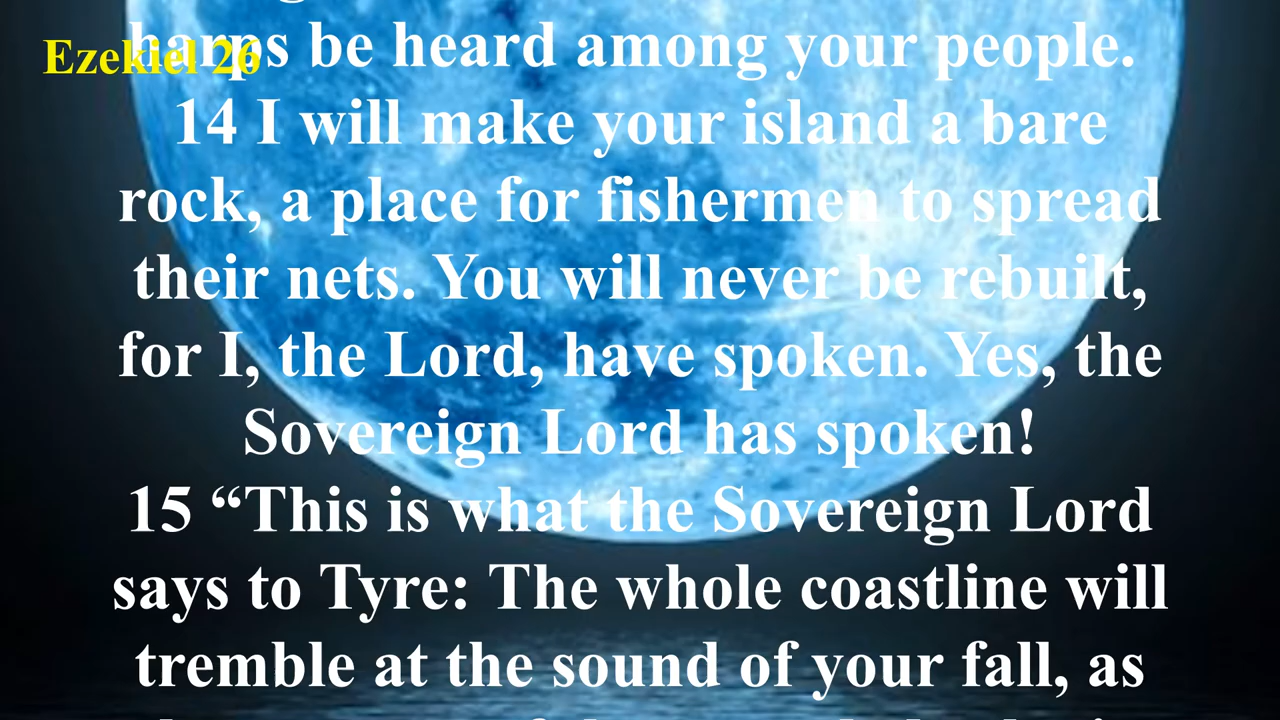 Ezekiel 26
harps be heard among your people.
14 I will make your island a bare
rock, a place for fishermen to spread
their nets. You will never be rebuilt,
for I, the Lord, have spoken. Yes, the
Sovereign Lord has spoken!
15 “This is what the Sovereign Lord
says to Tyre: The whole coastline will
tremble at the sound of your fall, as